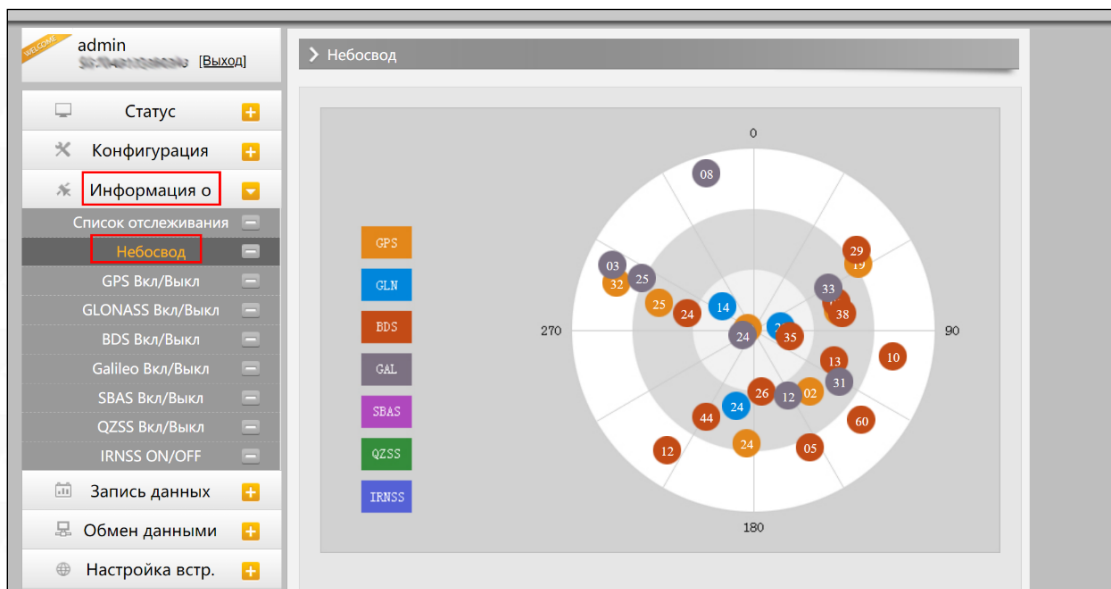 WELCOME
admin
[Выход]
Статус
Конфигурация
Информация о
Список отслеживания
Небосвод
GPS Вкл/Выкл
GLONASS Вкл/Выкл
BDS Вкл/Выкл
Galileo Вкл/Выкл
SBAS Вкл/Выкл
QZSS Вкл/Выкл
IRNSS ON/OFF
Запись данных
Обмен данными
Настройка встр.
Небосвод
GPS
GLN
BDS
GAL
SBAS
QZSS
IRNSS
0
08
29
19
03
25
32
33
25
14
24
38
270
24
35
90
13
10
31
26
12
02
24
44
60
24
05
12
180